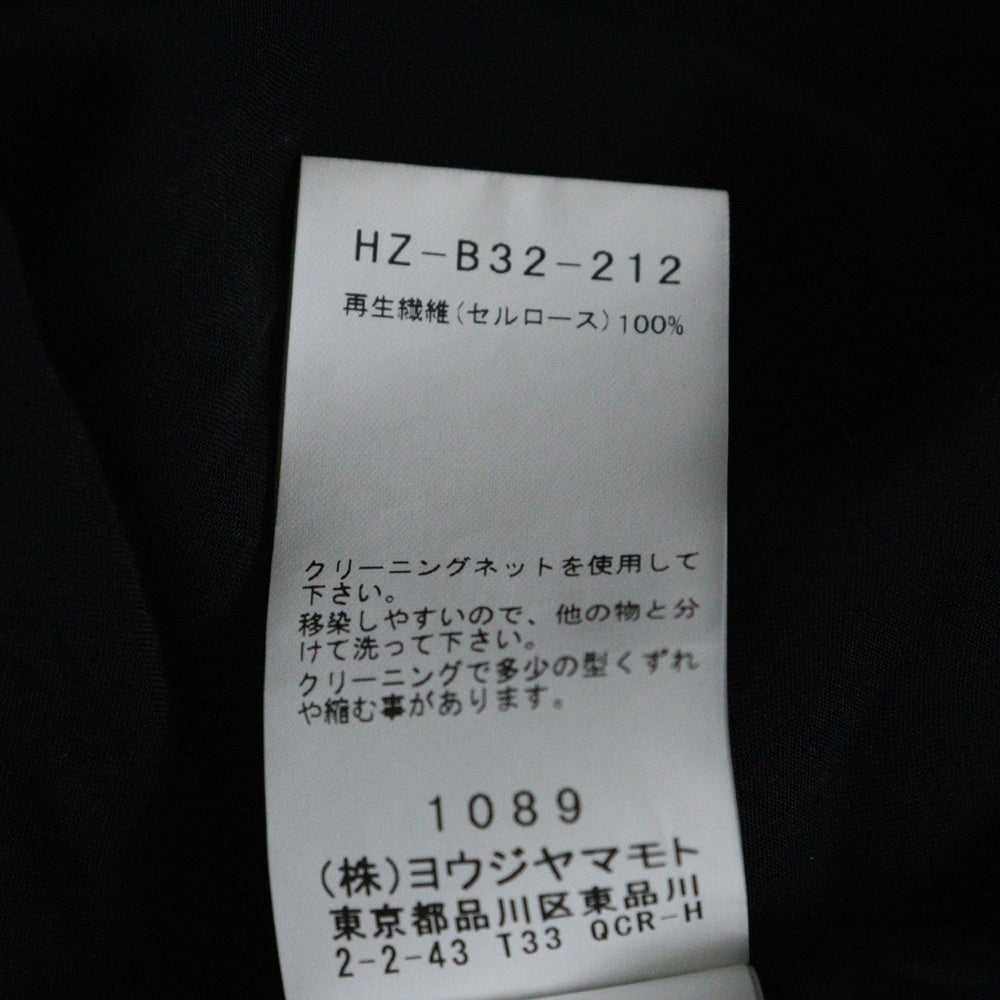 HZ-B32-212
再生繊維(セルロース)100%
クリーニングネットを使用して
下さい。
移染しやすいので、他の物と分
けて洗って下さい。
クリーニングで多少の型くずれ
や縮む事があります。
1089
(株)ヨウジヤマモト
東京都品川区東品川
2-2-43 T33 QCR-H